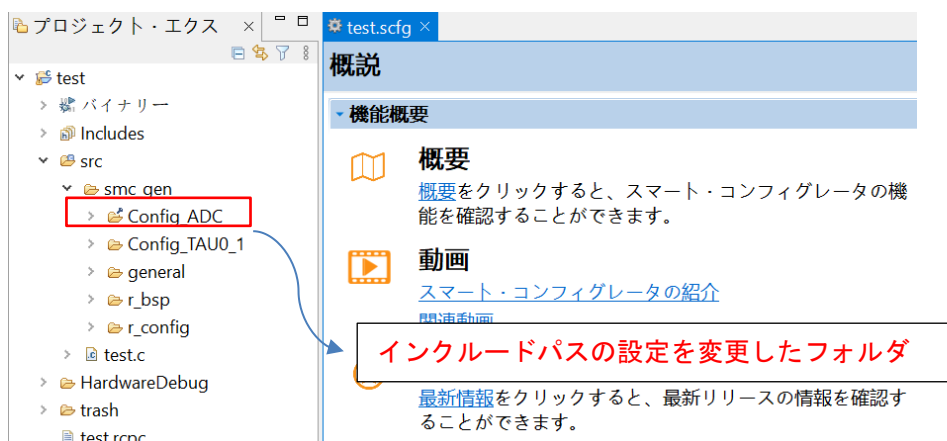 プロジェクト・エクス
test
バイナリー
Includes
src
smc_gen
Config_ADC
Config_TAU0_1
general
r_bsp
r_config
test.c
HardwareDebug
trash
test.rcpc
test.scfg
概説
機能概要
概要
概要をクリックすると、スマート・コンフィグレータの機
能を確認することができます。
動画
スマート・コンフィグレータの紹介
関連動画
インクルードパスの設定を変更したフォルダ
最新情報をクリックすると、最新リリースの情報を確認す
ることができます。